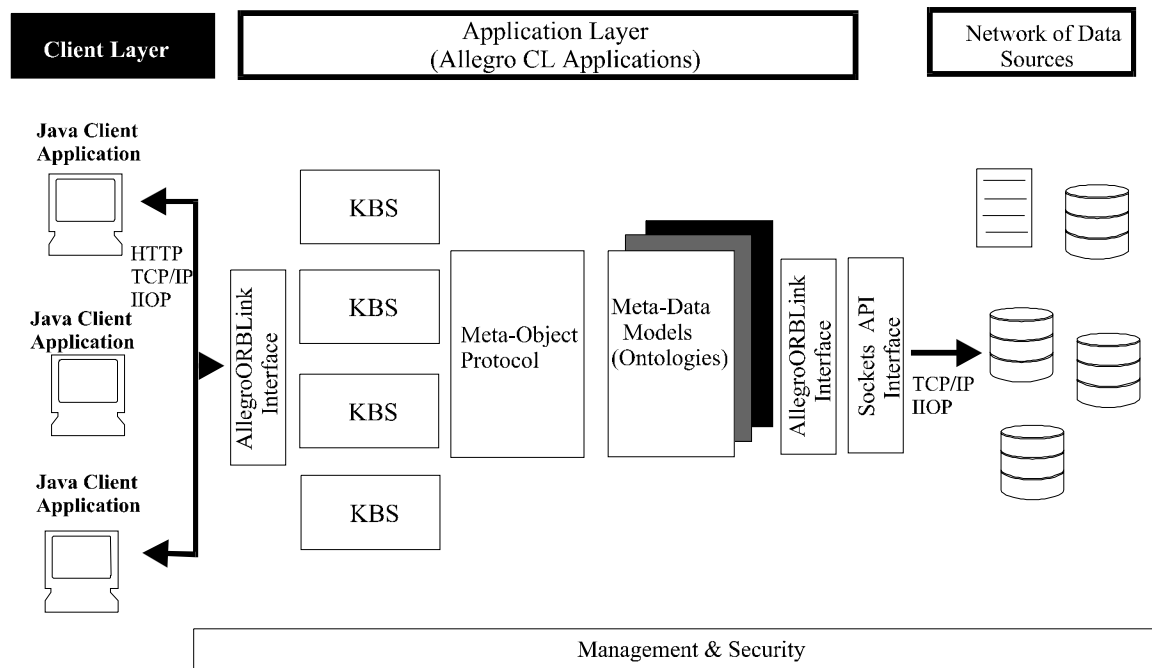 Client Layer
Application Layer
(Allegro CL Applications)
Network of Data
Sources
Java Client
Application
HTTP
TCP/IP
IIOP
Java Client
Application
Java Client
Application
AllegroORBLink
Interface
KBS
KBS
KBS
KBS
Meta-Object
Protocol
Meta-Data
Models
(Ontologies)
AllegroORBLink
Interface
Sockets API
Interface
TCP/IP
IIOP
Management & Security